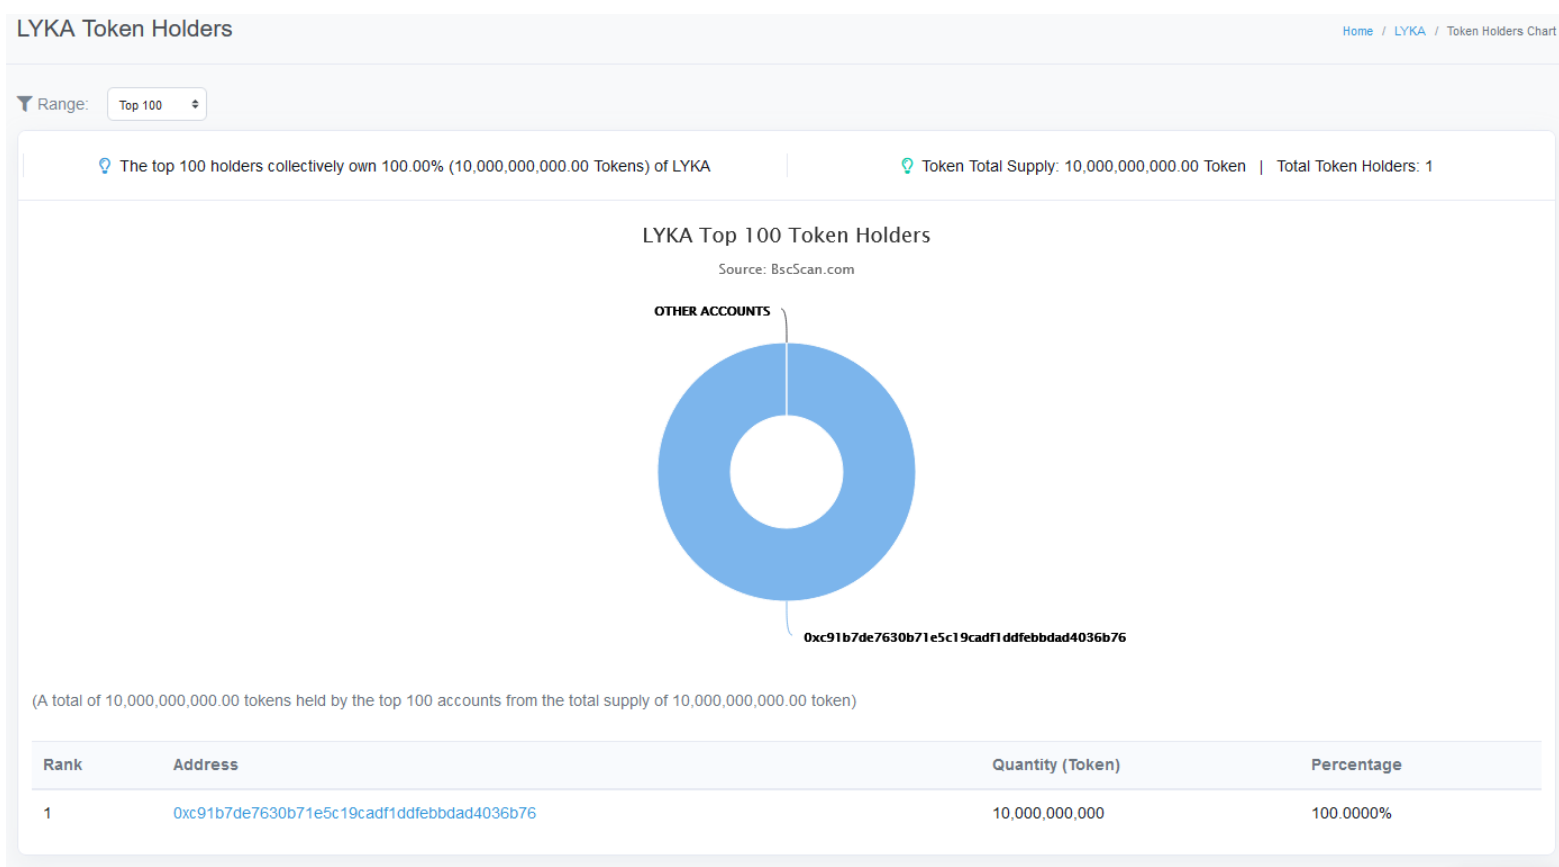 LYKA Token Holders
Home / LYKA / Token Holders Chart
Range: Top 100
The top 100 holders collectively own 100.00% (10,000,000,000.00 Tokens) of LYKA
Token Total Supply: 10,000,000,000.00 Token | Total Token Holders: 1
LYKA Top 100 Token Holders
Source: BscScan.com
OTHER ACCOUNTS
0xc91b7de7630b71e5c19cadf1ddfebbdad4036b76
(A total of 10,000,000,000.00 tokens held by the top 100 accounts from the total supply of 10,000,000,000.00 token)
Rank Address Quantity (Token) Percentage
1 0xc91b7de7630b71e5c19cadf1ddfebbdad4036b76 10,000,000,000 100.0000%